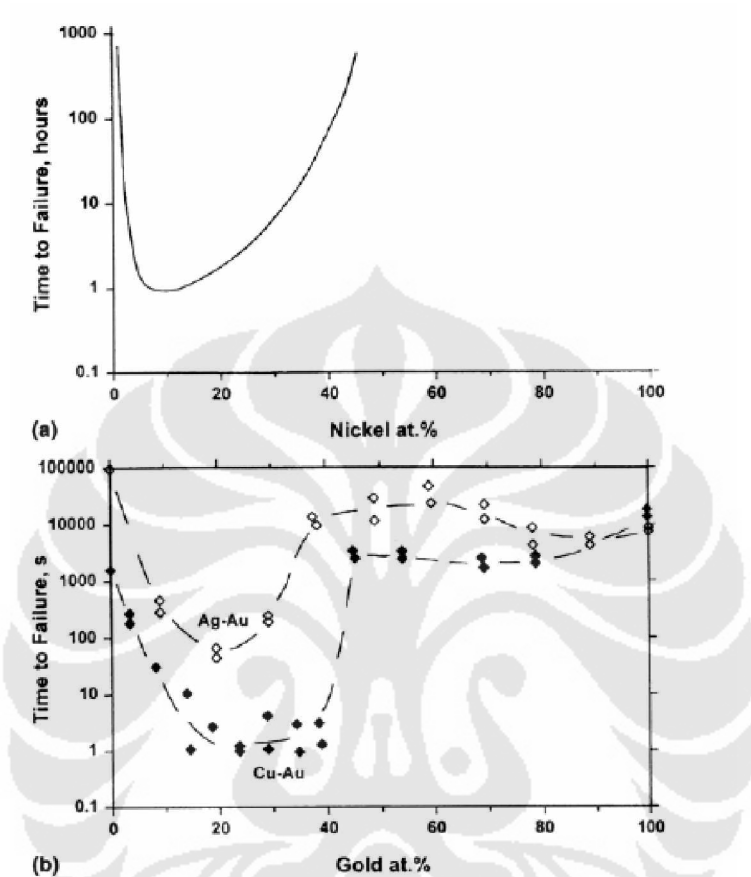 1000
100
10
1
0.1
Time to Failure, hours
0 20 40 60 80 100
(a) Nickel at.%
100000
10000
1000
100
10
1
0.1
Time to Failure, s
Ag-Au
Cu-Au
0 20 40 60 80 100
(b) Gold at.%